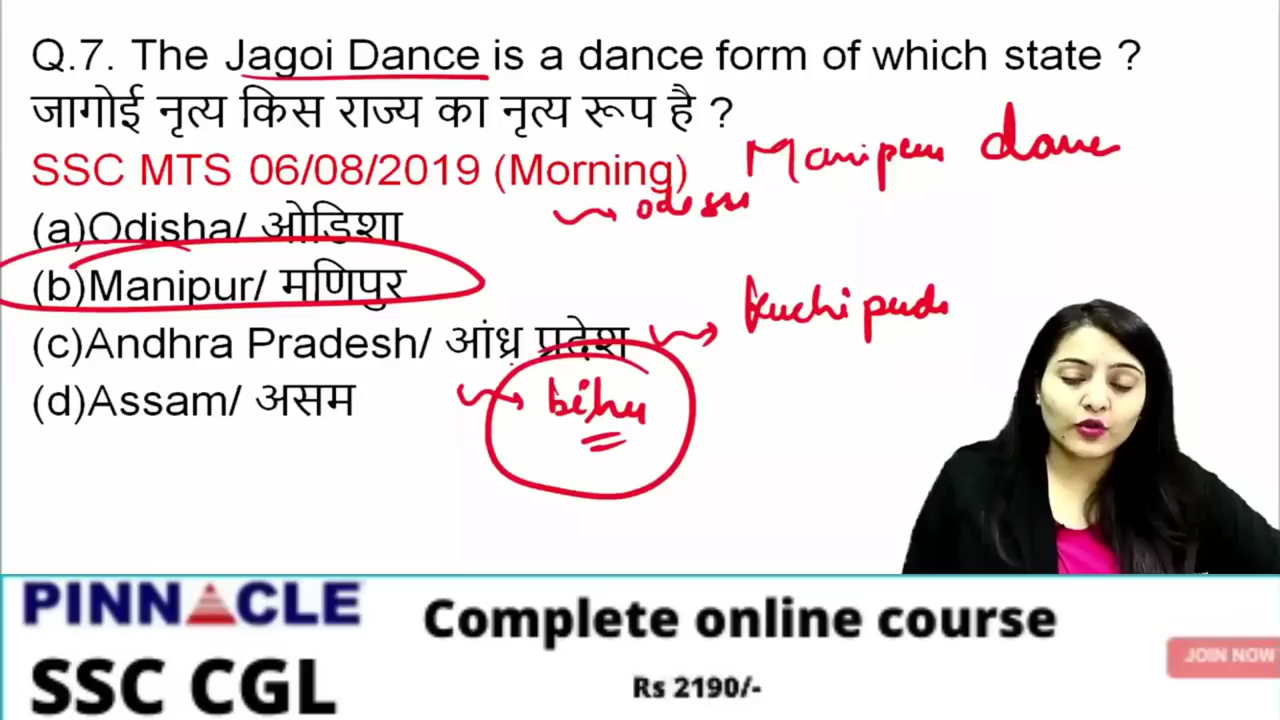 Q.7. The Jagoi Dance is a dance form of which state ?
जागोई नृत्य किस राज्य का नृत्य रूप है ?
Manipur dance
SSC MTS 06/08/2019 (Morning)
(a)Odisha/ ओडिशा
(b)Manipur/ मणिपुर
kuchipudi
(c)Andhra Pradesh/ आंध्र प्रदेश
(d)Assam/ असम
bihu
PINNACLE
SSC CGL
Complete online course
Rs 2190/-
JOIN NOW